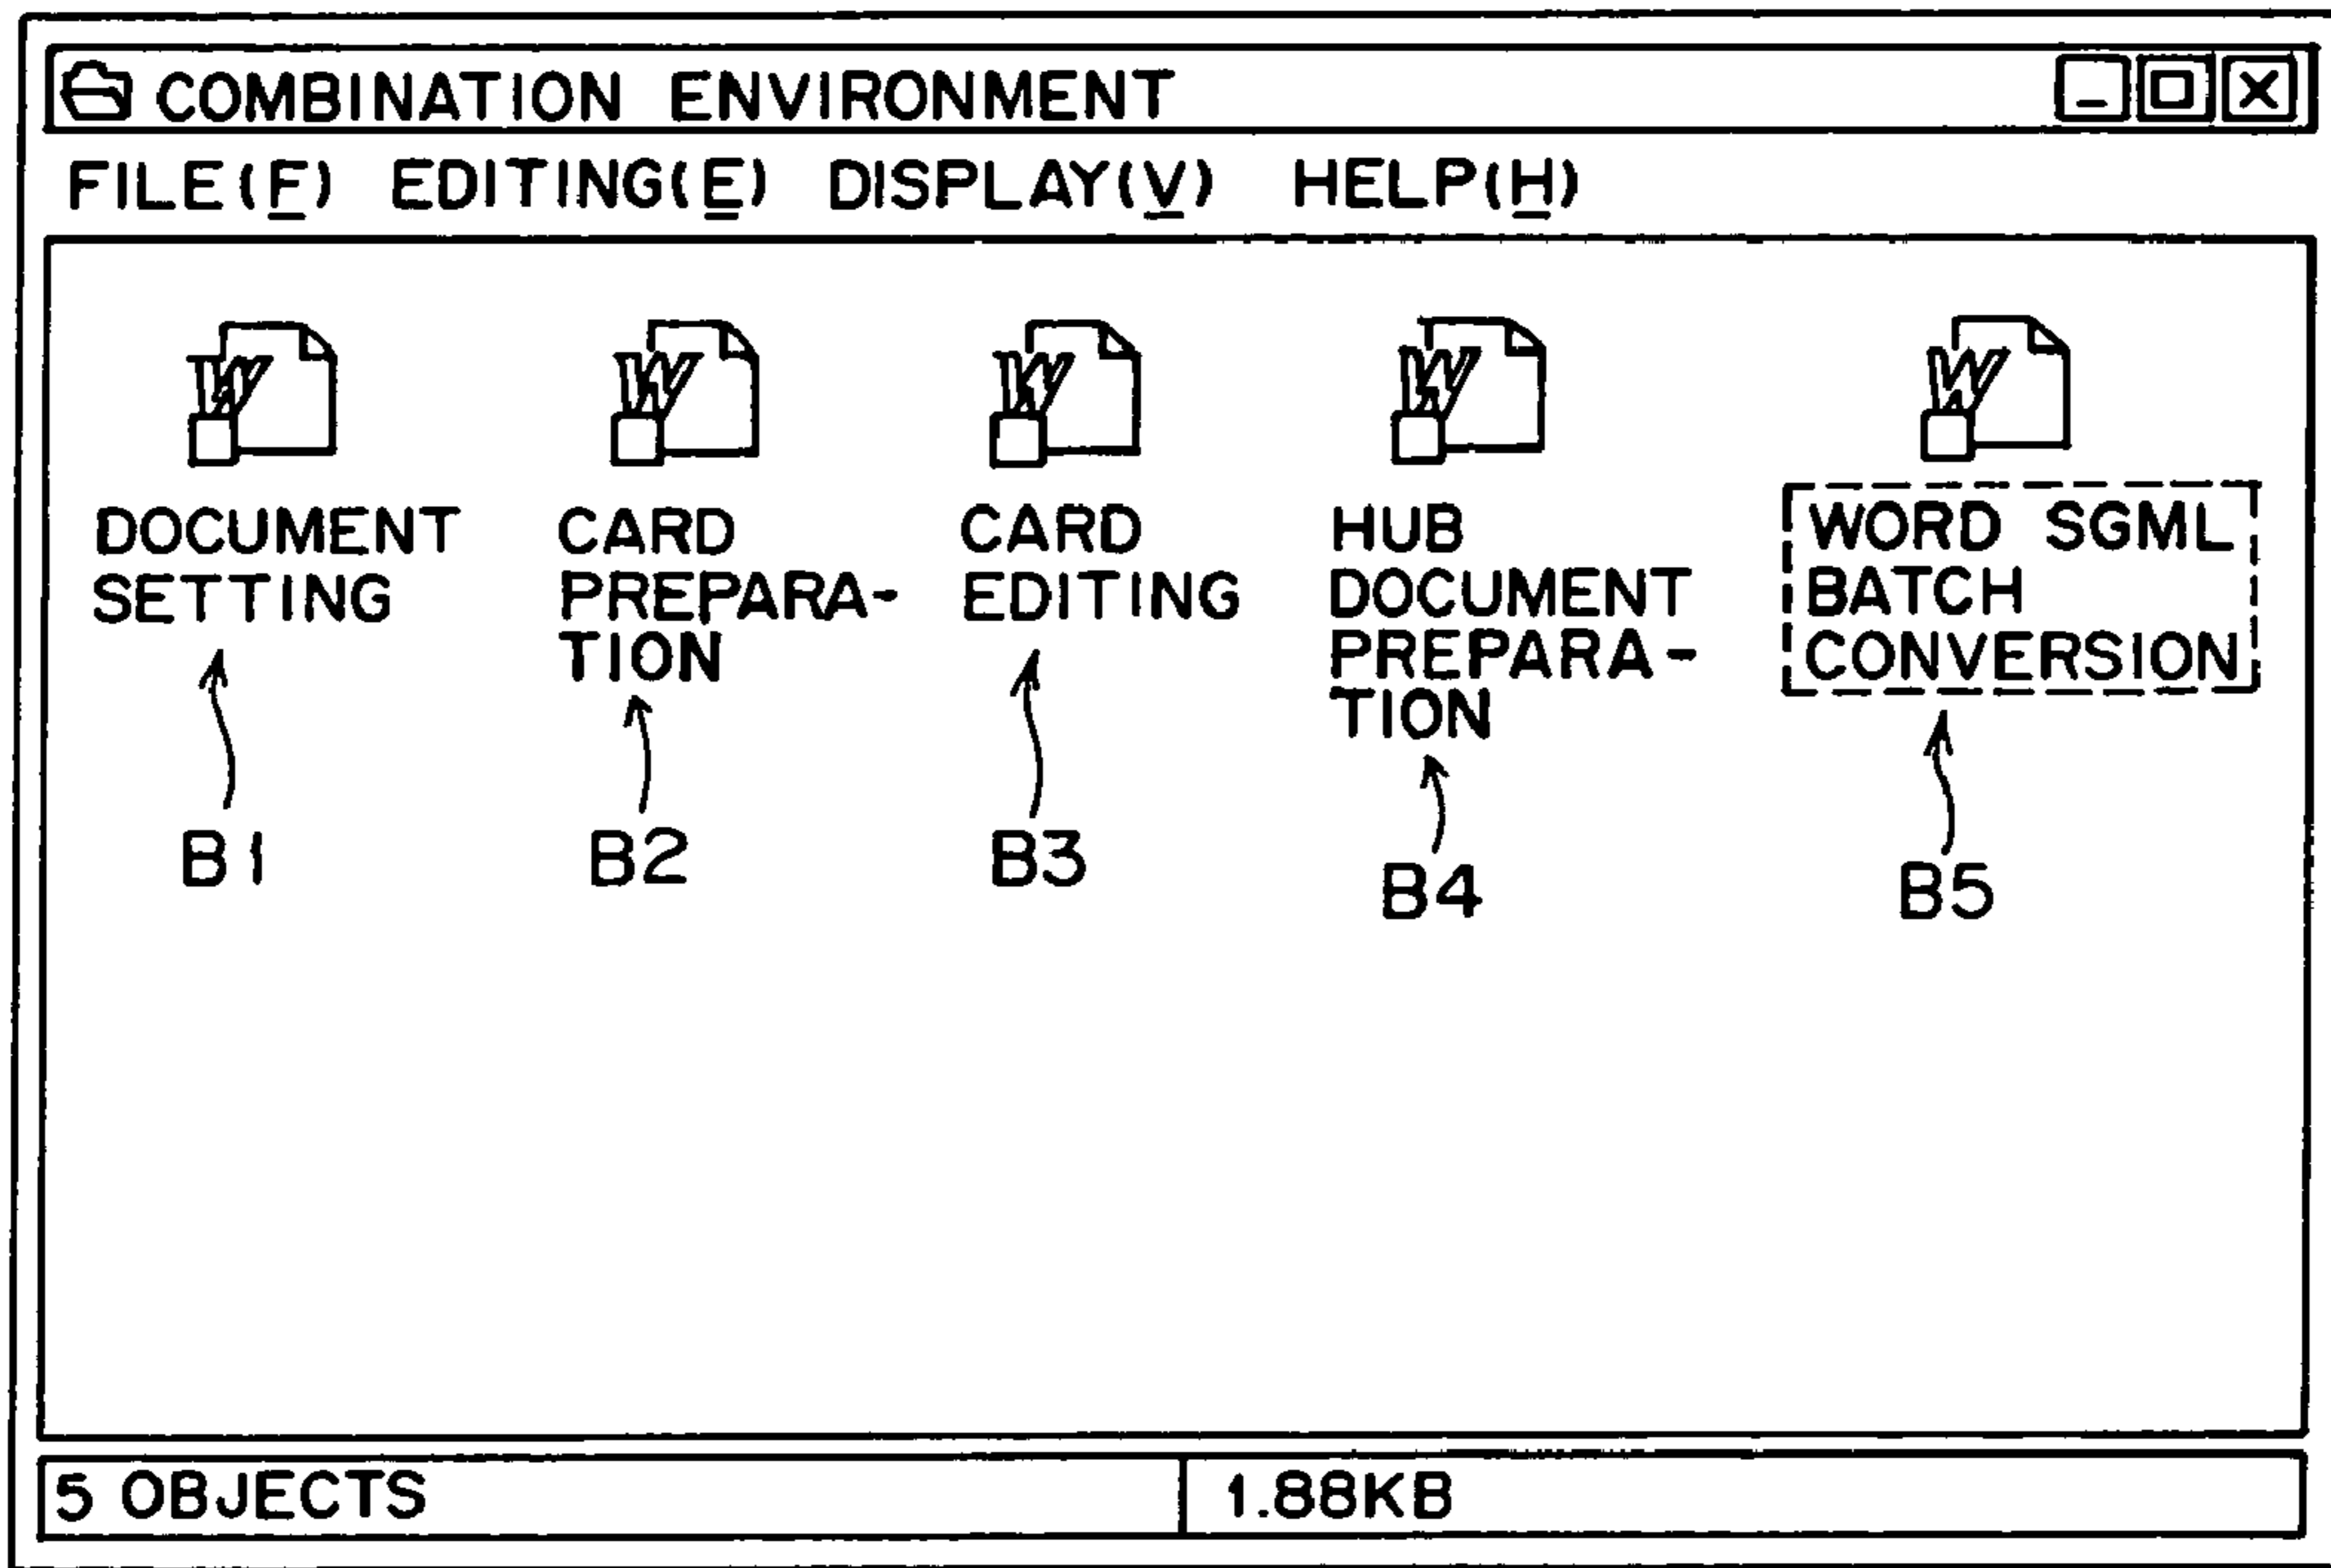 COMBINATION ENVIRONMENT
FILE(F) EDITING(E) DISPLAY(V) HELP(H)
W W W W W
DOCUMENT
SETTING
CARD
PREPARA-
TION
CARD
EDITING
HUB
DOCUMENT
PREPARA-
TION
WORD SGML
BATCH
CONVERSION
B1
B2
B3
B4
B5
5 OBJECTS
1.88KB